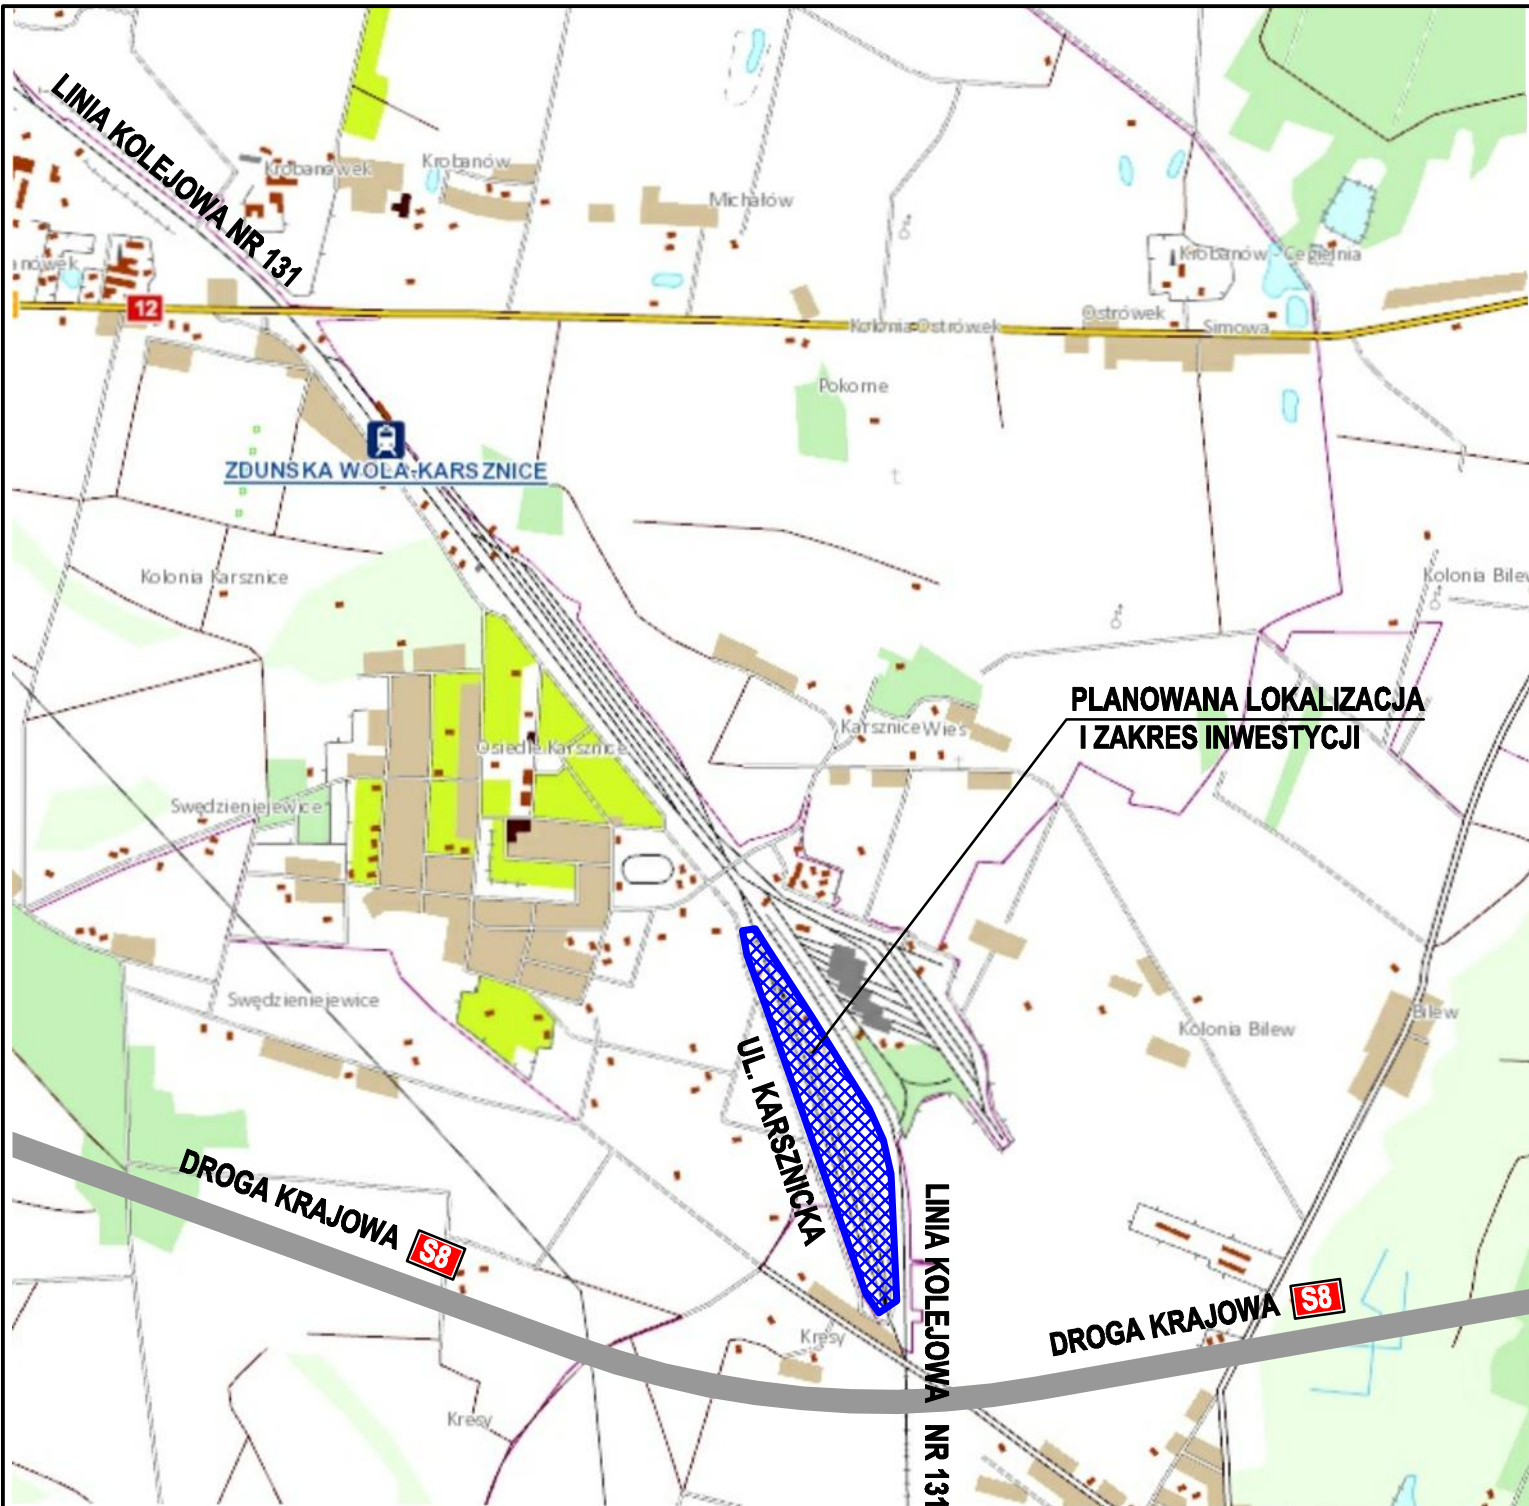 LINIA KOLEJOWA NR 131
Krobanówek
Krobanów
Michałów
Krobanów - Cegielnia
anówek
12
Kolonia Ostrówek
Ostrówek
Simowa
Pokorne
ZDUŃSKA WOLA-KARSZNICE
Kolonia Karsznice
Kolonia Bilew
PLANOWANA LOKALIZACJA
I ZAKRES INWESTYCJI
Karsznice Wieś
Osiedle Karsznice
Swędzieniejewice
Swędzieniejewice
Kolonia Bilew
Bilew
UL. KARSZNICKA
DROGA KRAJOWA S8
LINIA KOLEJOWA NR 131
DROGA KRAJOWA S8
Kresy
Kresy